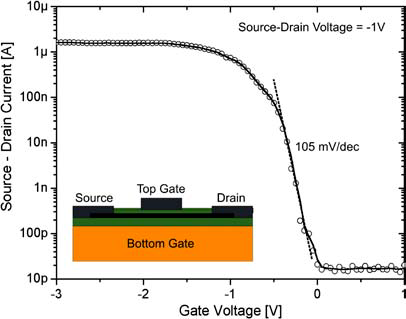 Source-Drain Voltage = -1V
10µ
1µ
100n
10n
1n
100p
10p
Source - Drain Current [A]
105 mV/dec
Top Gate
Source
Drain
Bottom Gate
-3
-2
-1
0
1
Gate Voltage [V]